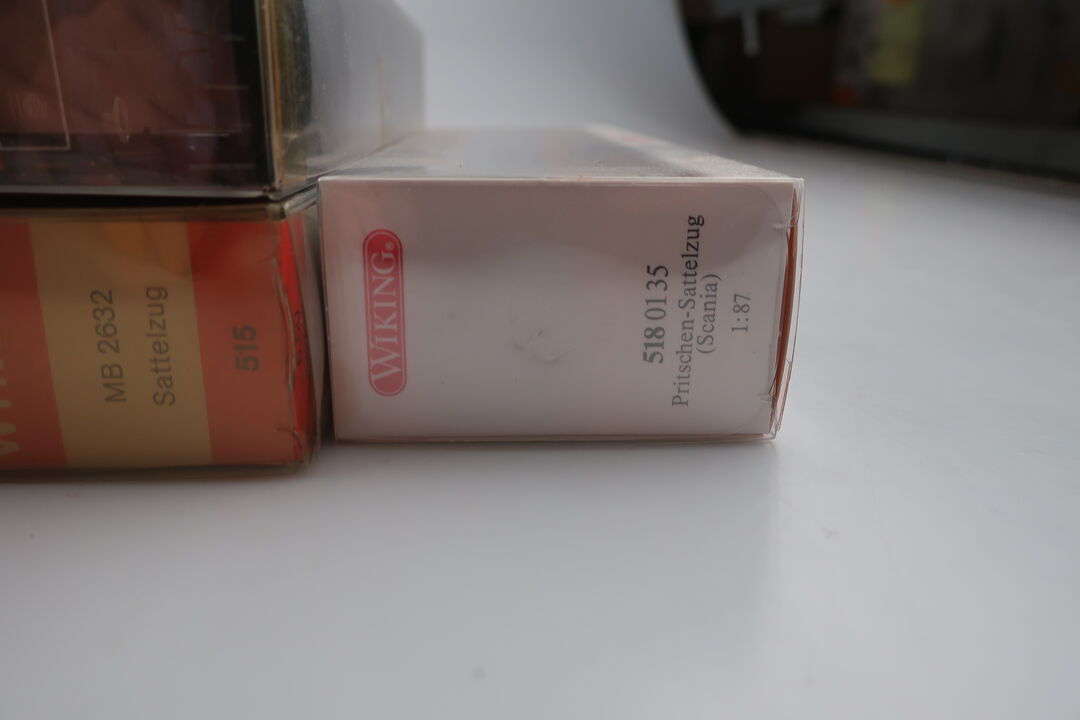 MB 2632
Sattelzug
515
WIKING®
518 01 35
Pritschen-Sattelzug
(Scania)
1:87